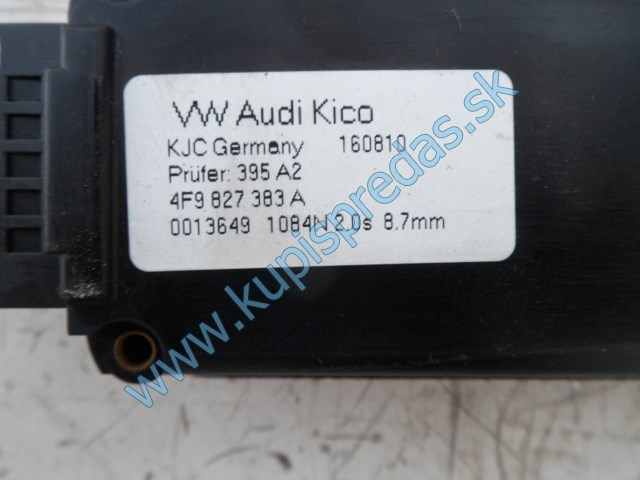 VW Audi Kico
KJC Germany 160810
Prüfer: 395 A2
4F9 827 383 A
0013649 1084N 2.0s 8.7mm
www.kupispredas.sk